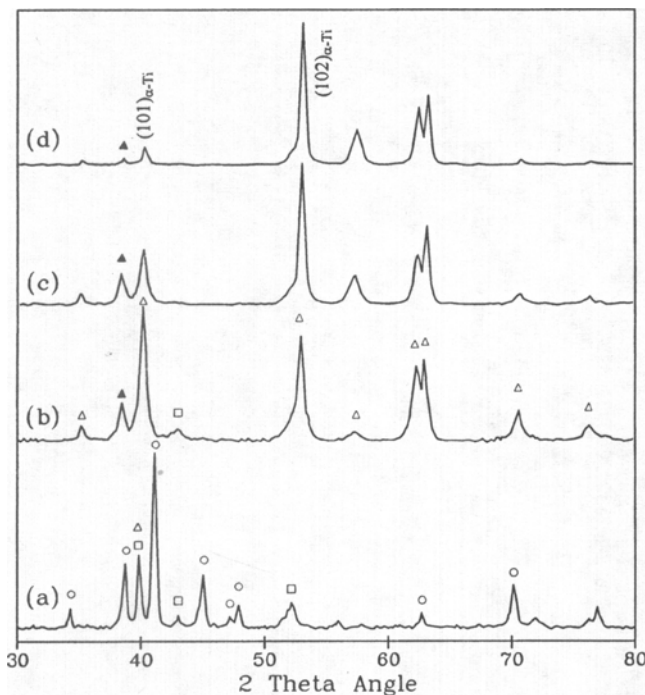 (101)α-Ti
(102)α-Ti
(d)
(c)
(b)
(a)
30 40 50 60 70 80
2 Theta Angle